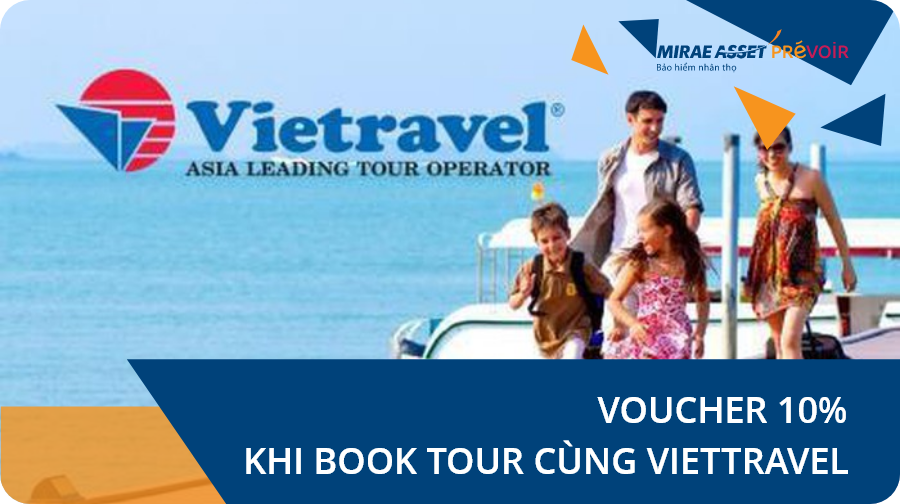 MIRAE ASSET PRéVOIR
Bảo hiểm nhân thọ
Vietravel®
ASIA LEADING TOUR OPERATOR
VOUCHER 10%
KHI BOOK TOUR CÙNG VIETTRAVEL